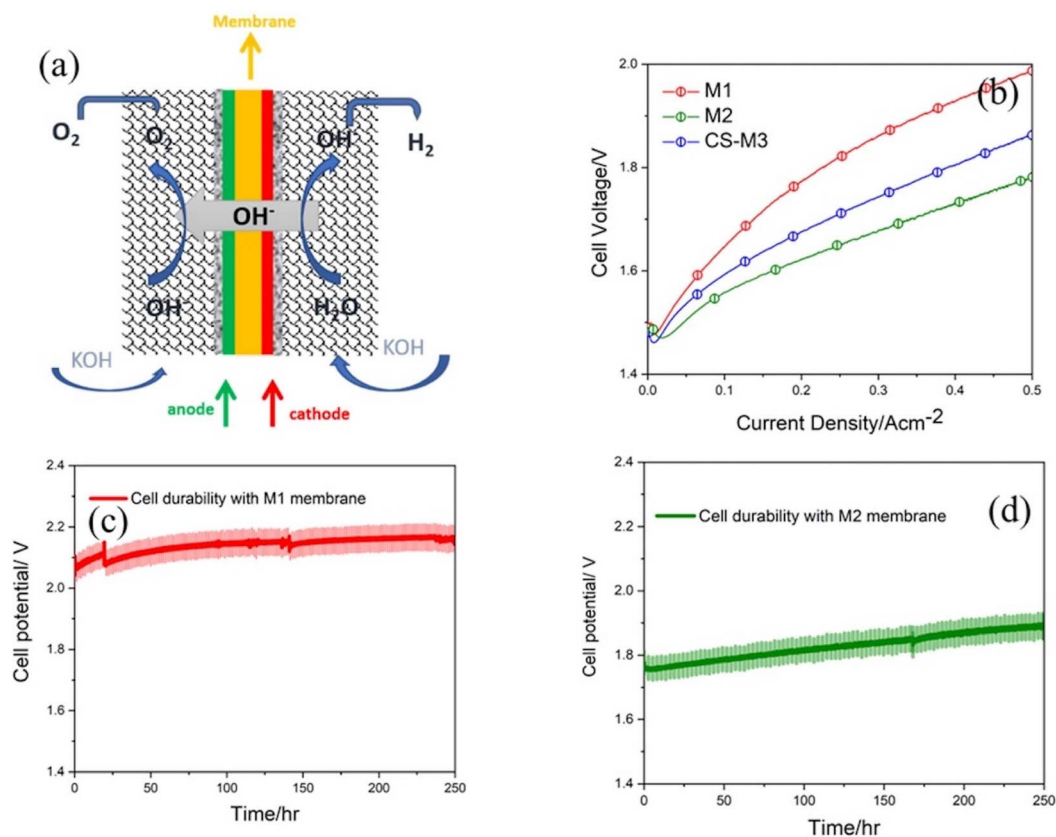 Membrane
(a)
O₂
O₂
OH
H₂
OH⁻
OH⁻
H₂O
KOH
KOH
anode
cathode
(b)
M1
M2
CS-M3
2.0
1.8
1.6
1.4
Cell Voltage/V
0.0 0.1 0.2 0.3 0.4 0.5
Current Density/Acm⁻²
(c)
Cell durability with M1 membrane
2.4
2.2
2.0
1.8
1.6
1.4
Cell potential/ V
0 50 100 150 200 250
Time/hr
(d)
Cell durability with M2 membrane
2.4
2.2
2.0
1.8
1.6
1.4
Cell potential/ V
0 50 100 150 200 250
Time/hr